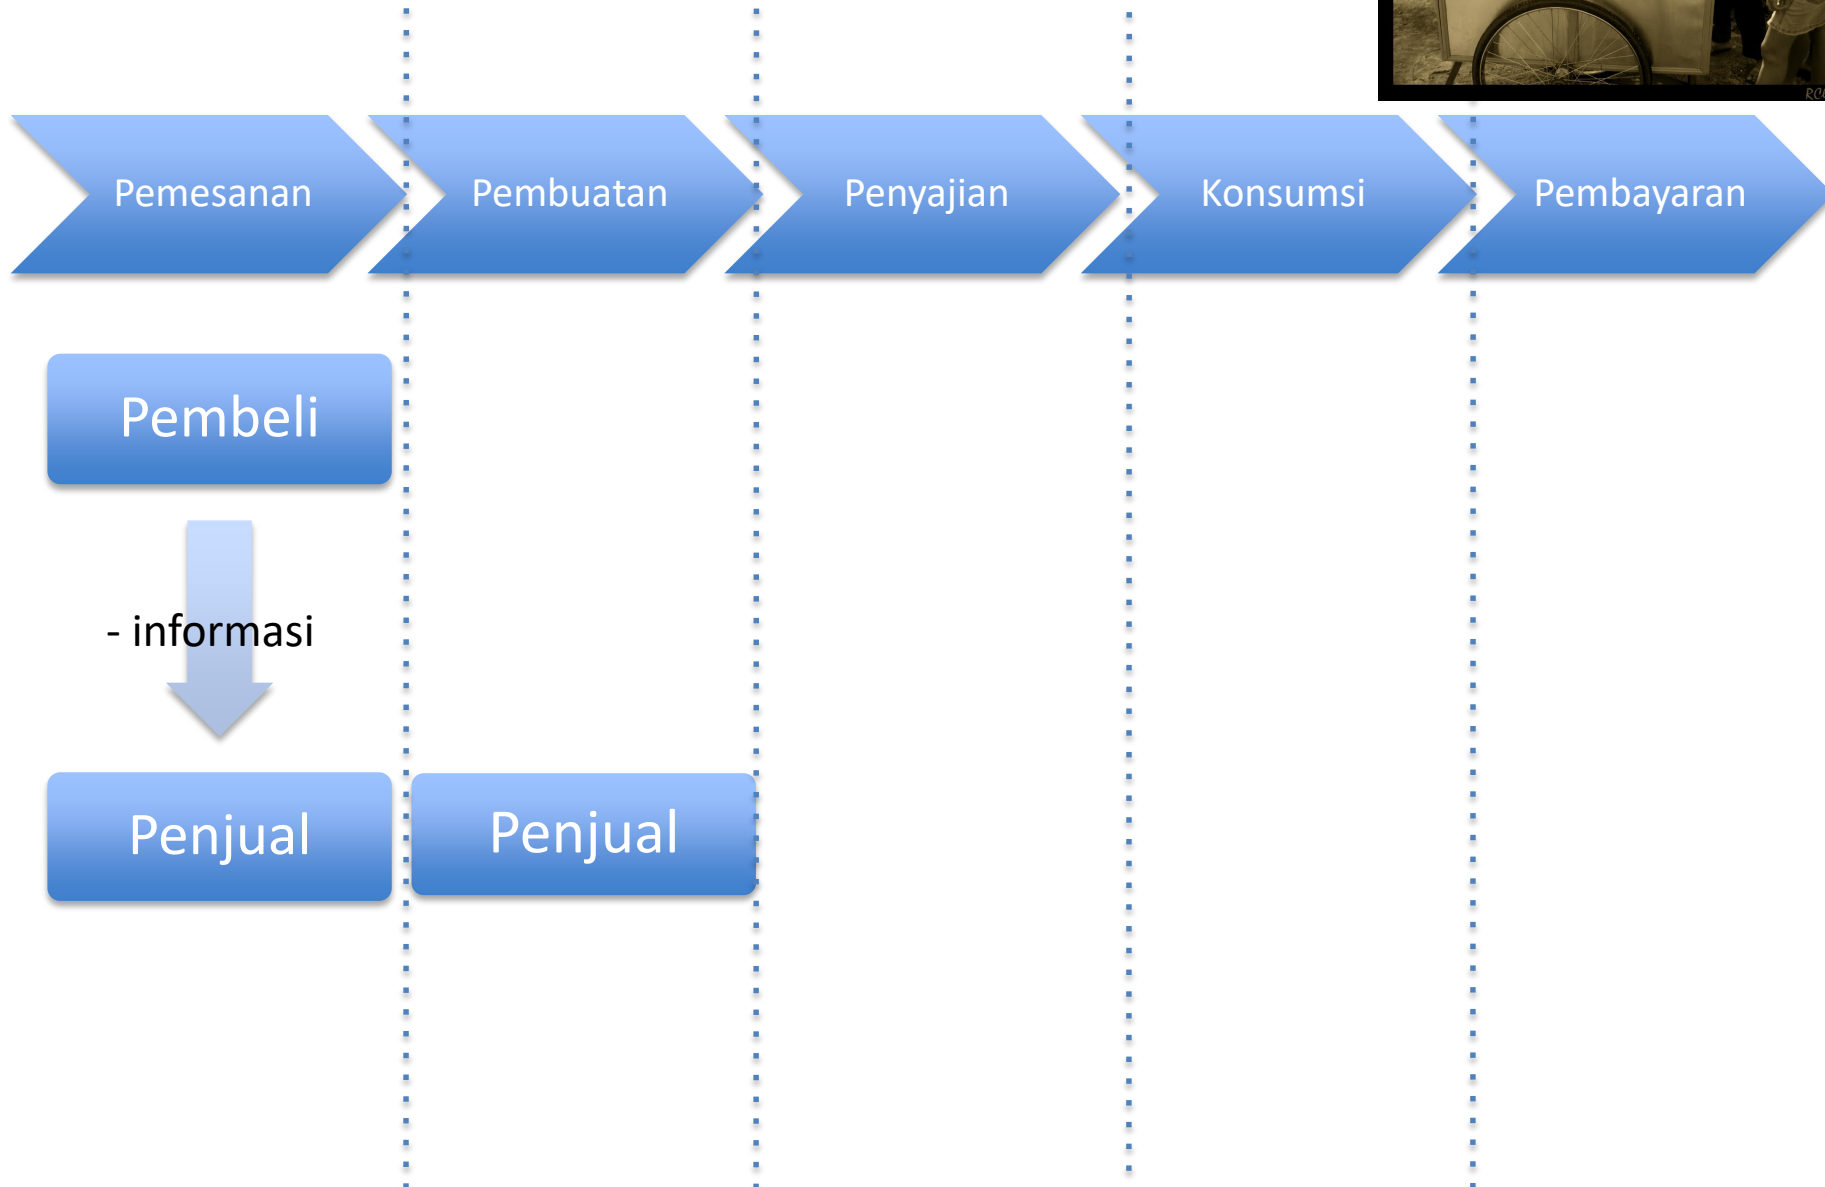 Pemesanan
Pembuatan
Penyajian
Konsumsi
Pembayaran
Pembeli
- informasi
Penjual
Penjual